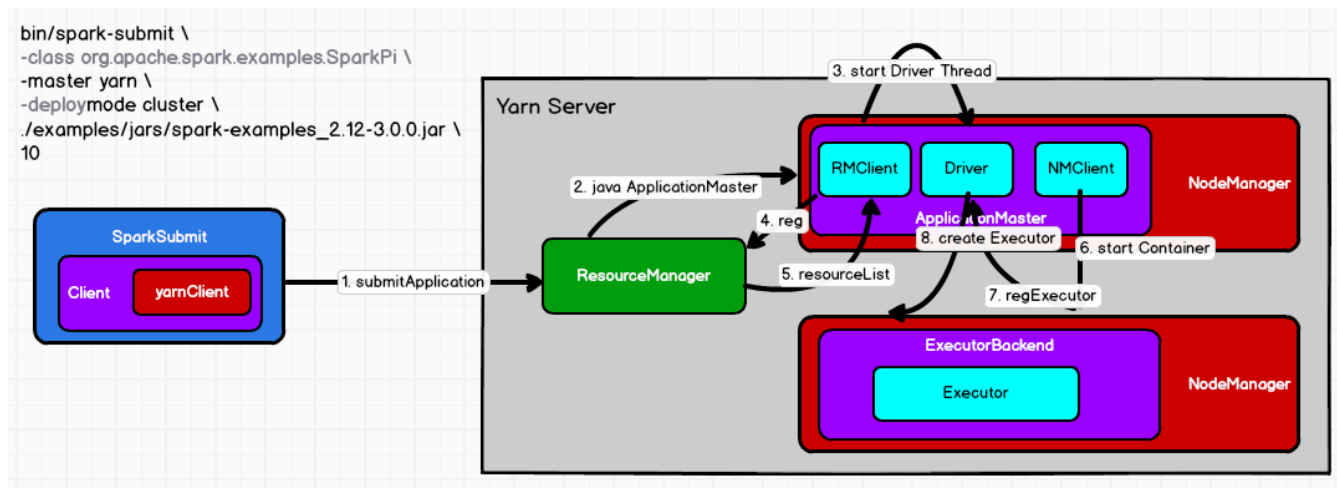 bin/spark-submit \
-class org.apache.spark.examples.SparkPi \
-master yarn \
-deploymode cluster \
./examples/jars/spark-examples_2.12-3.0.0.jar \
10
SparkSubmit
Client
yarnClient
1. submitApplication
Yarn Server
ResourceManager
2. java ApplicationMaster
3. start Driver Thread
RMClient
Driver
NMClient
NodeManager
ApplicationMaster
4. reg
5. resourceList
8. create Executor
6. start Container
7. regExecutor
ExecutorBackend
Executor
NodeManager